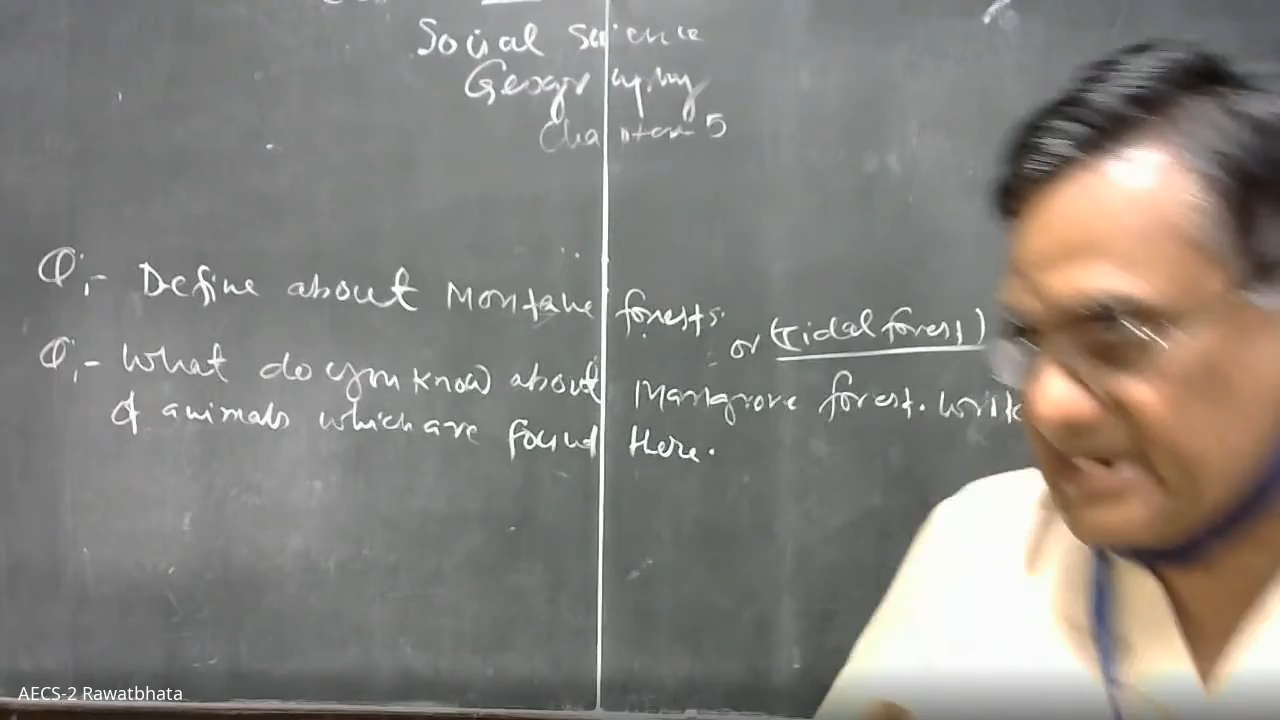 Social Science
Geography
Chapter 5
Q.- Define about Montane forests.
or (Tidal forest)
Q.- What do you know about Mangrove forest. Write
of animals which are found Here.
AECS-2 Rawatbhata